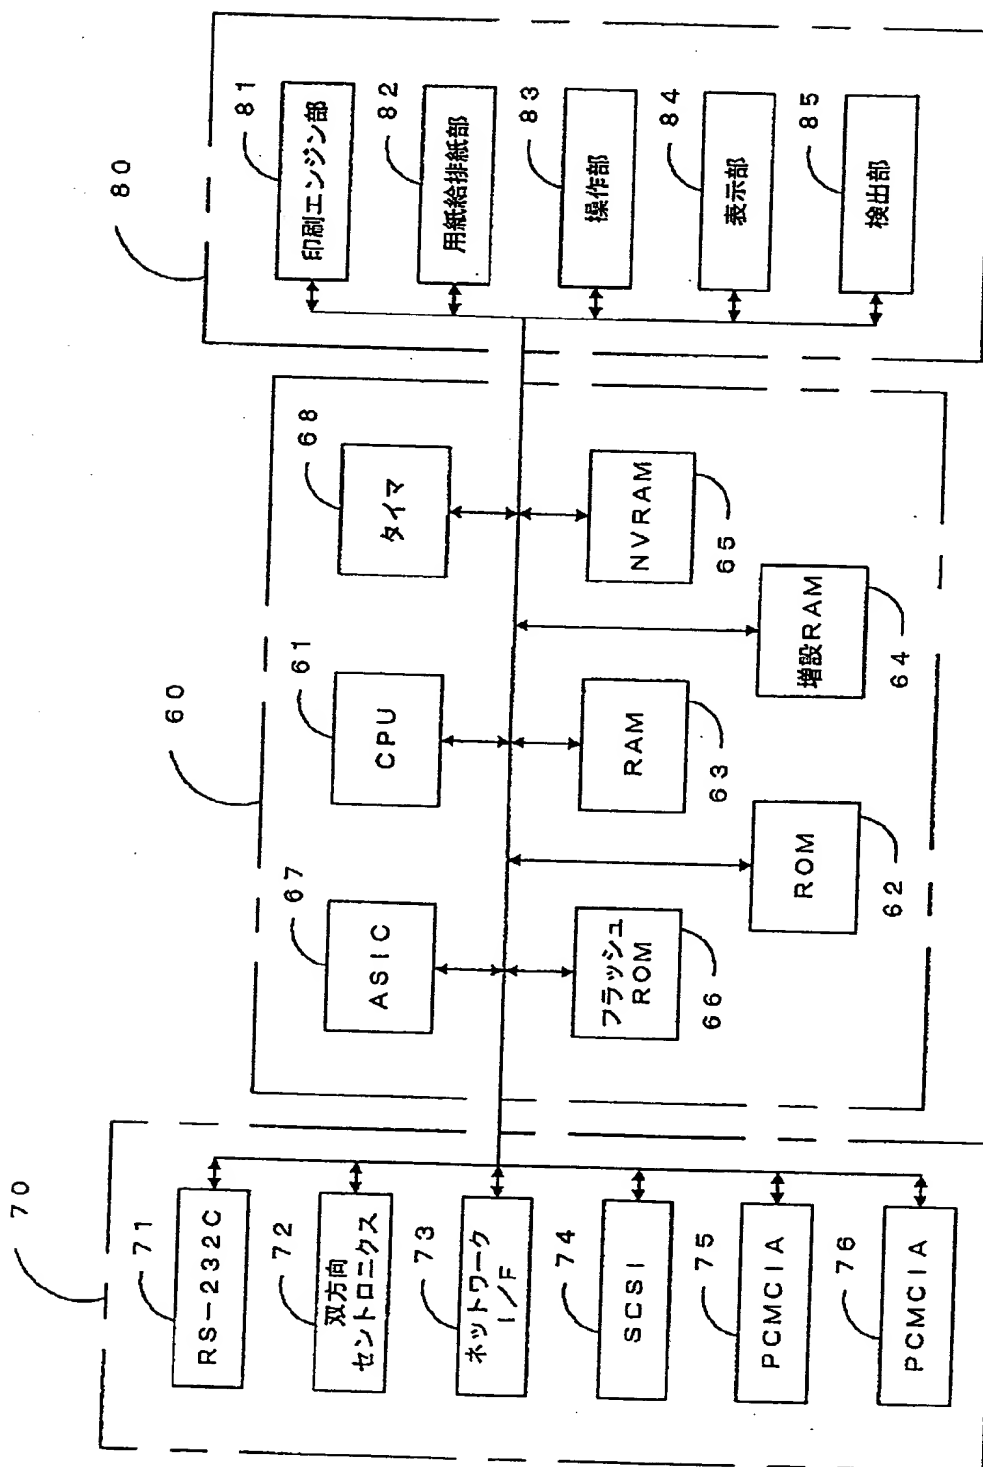 70
71
RS-232C
72
双方向
セントロニクス
73
ネットワーク
I/F
74
SCSI
75
PCMCIA
76
PCMCIA
60
67
ASIC
61
CPU
68
タイマ
フラッシュ
ROM
66
ROM
62
RAM
63
増設RAM
64
NVRAM
65
80
81
印刷エンジン部
82
用紙給排紙部
83
操作部
84
表示部
85
検出部